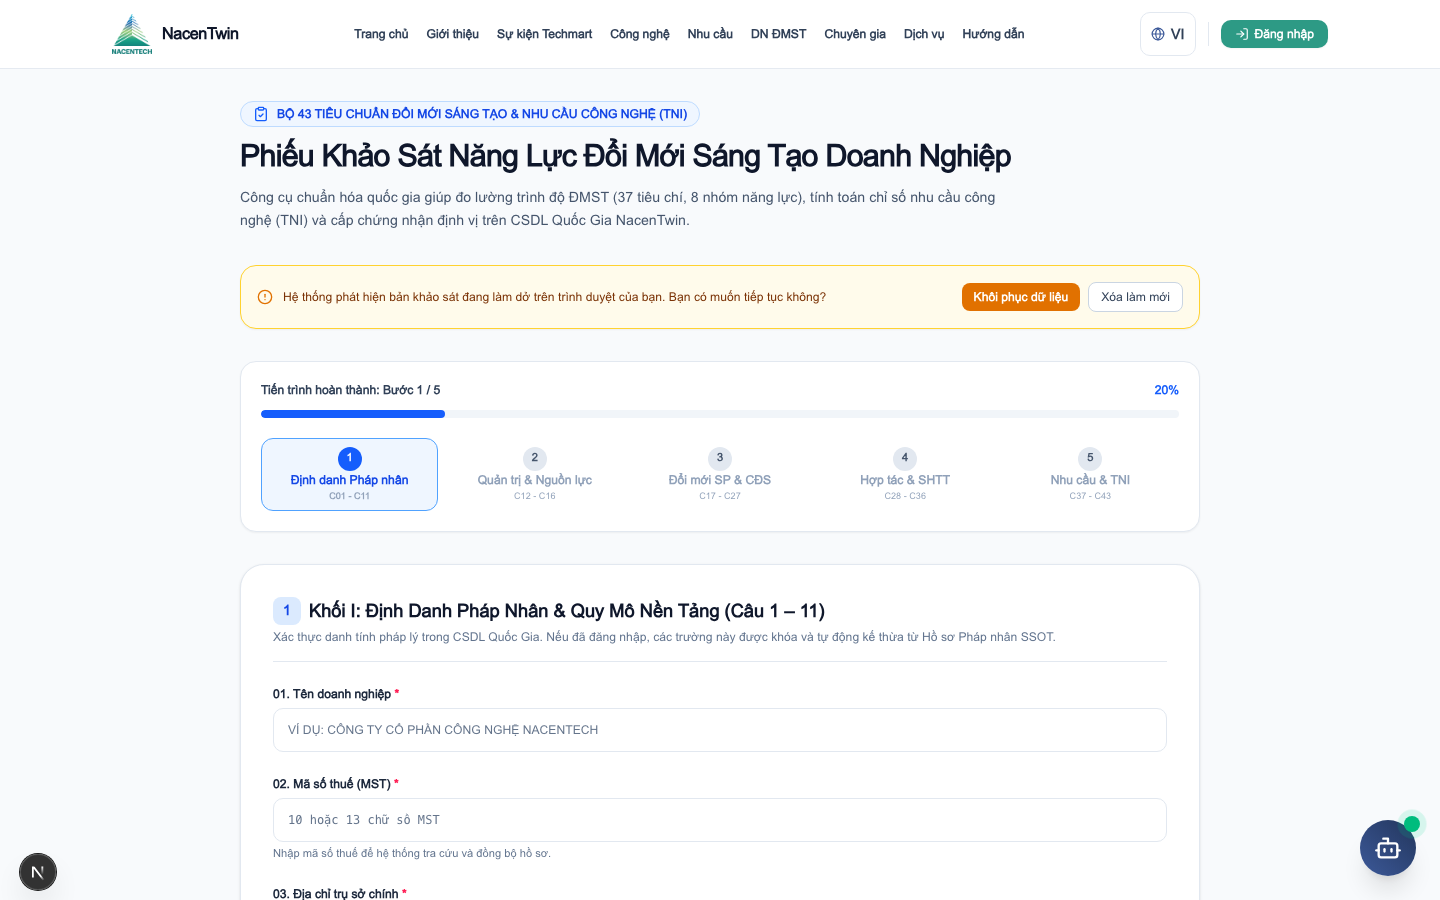 NACENTECH
NacenTwin
Trang chủ
Giới thiệu
Sự kiện Techmart
Công nghệ
Nhu cầu
DN ĐMST
Chuyên gia
Dịch vụ
Hướng dẫn
VI
Đăng nhập
BỘ 43 TIÊU CHUẨN ĐỔI MỚI SÁNG TẠO & NHU CẦU CÔNG NGHỆ (TNI)
Phiếu Khảo Sát Năng Lực Đổi Mới Sáng Tạo Doanh Nghiệp
Công cụ chuẩn hóa quốc gia giúp đo lường trình độ ĐMST (37 tiêu chí, 8 nhóm năng lực), tính toán chỉ số nhu cầu công
nghệ (TNI) và cấp chứng nhận định vị trên CSDL Quốc Gia NacenTwin.
Hệ thống phát hiện bản khảo sát đang làm dở trên trình duyệt của bạn. Bạn có muốn tiếp tục không?
Khôi phục dữ liệu
Xóa làm mới
Tiến trình hoàn thành: Bước 1 / 5
20%
1
Định danh Pháp nhân
C01 - C11
2
Quản trị & Nguồn lực
C12 - C16
3
Đổi mới SP & CĐS
C17 - C27
4
Hợp tác & SHTT
C28 - C36
5
Nhu cầu & TNI
C37 - C43
1
Khối I: Định Danh Pháp Nhân & Quy Mô Nền Tảng (Câu 1 – 11)
Xác thực danh tính pháp lý trong CSDL Quốc Gia. Nếu đã đăng nhập, các trường này được khóa và tự động kế thừa từ Hồ sơ Pháp nhân SSOT.
01. Tên doanh nghiệp *
VÍ DỤ: CÔNG TY CỔ PHẦN CÔNG NGHỆ NACENTECH
02. Mã số thuế (MST) *
10 hoặc 13 chữ số MST
Nhập mã số thuế để hệ thống tra cứu và đồng bộ hồ sơ.
03. Địa chỉ trụ sở chính *
N